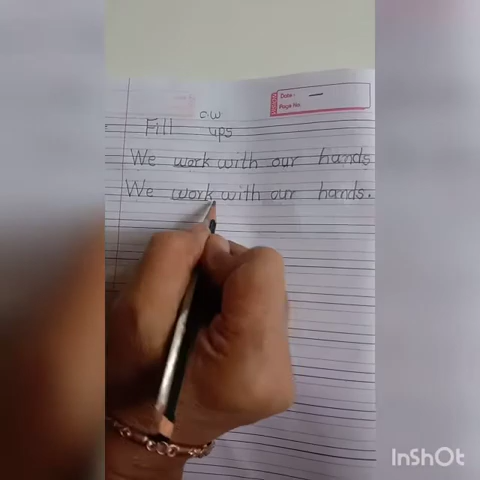 Date:
Page No.
c.w
Fill ups
We work with our hands
We work with our hands.
InShOt